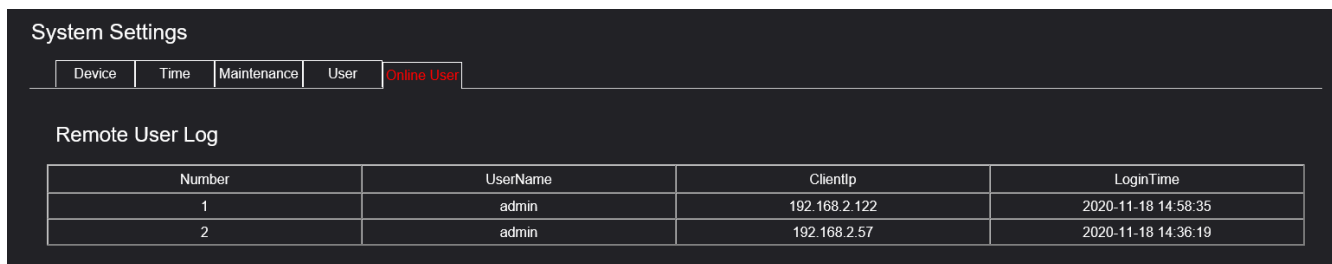 System Settings
Device Time Maintenance User Online User
Remote User Log
Number UserName ClientIp LoginTime
1 admin 192.168.2.122 2020-11-18 14:58:35
2 admin 192.168.2.57 2020-11-18 14:36:19